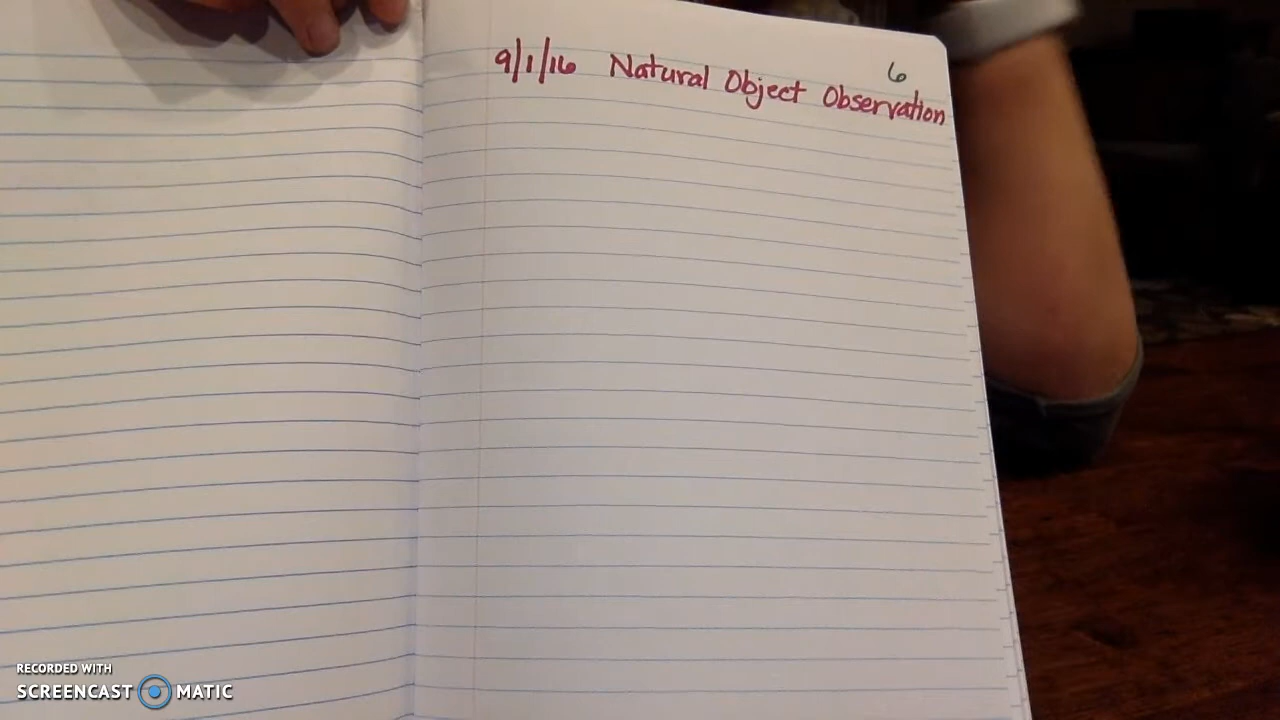 6
9/1/16 Natural Object Observation
RECORDED WITH
SCREENCAST MATIC